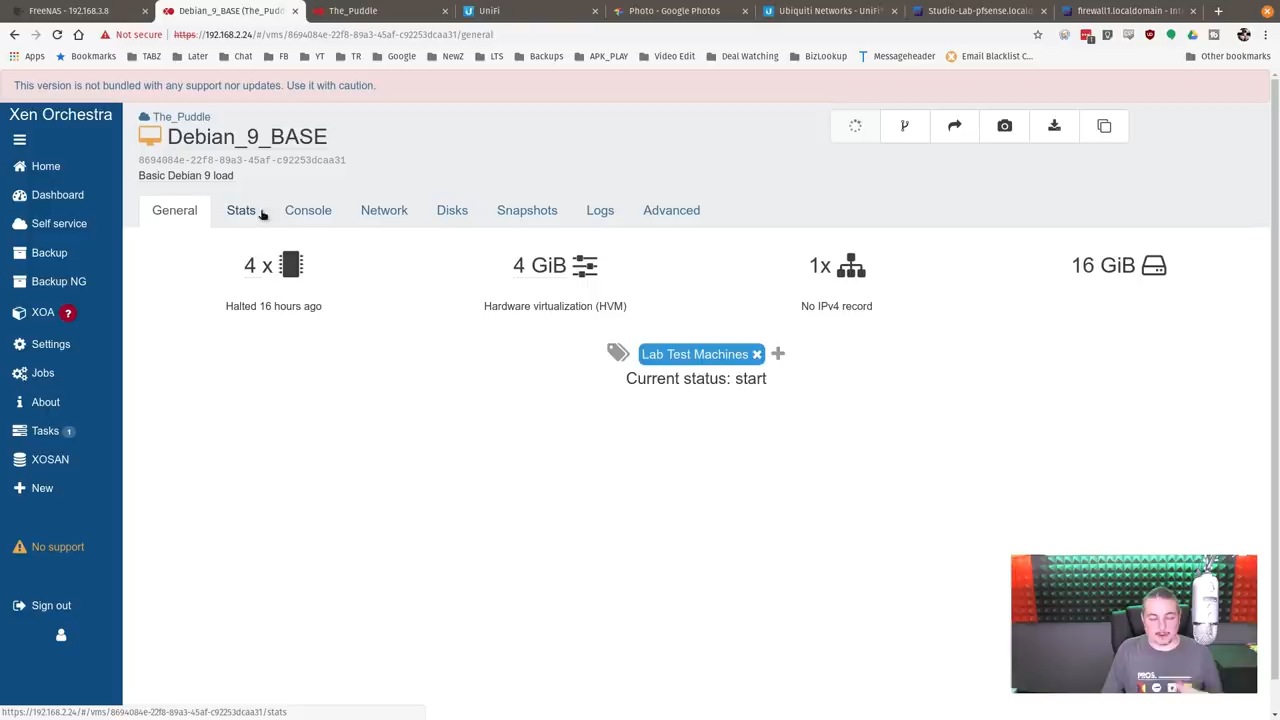 FreeNAS - 192.168.3.8
Debian_9_BASE (The_Pudd
The_Puddle
UniFi
Photo - Google Photos
Ubiquiti Networks - UniFi
Studio-Lab-pfsense.locald
firewall1.localdomain - Int
Not secure
https://192.168.2.24/#/vms/8694084e-22f8-89a3-45af-c92253dcaa31/general
Apps
Bookmarks
TABZ
Later
Chat
FB
YT
TR
Google
NewZ
LTS
Backups
APK_PLAY
Video Edit
Deal Watching
BizLookup
Messageheader
Email Blacklist C...
Other bookmarks
This version is not bundled with any support nor updates. Use it with caution.
Xen Orchestra
Home
Dashboard
Self service
Backup
Backup NG
XOA ?
Settings
Jobs
About
Tasks 1
XOSAN
New
No support
Sign out
The_Puddle
Debian_9_BASE
8694084e-22f8-89a3-45af-c92253dcaa31
Basic Debian 9 load
General
Stats
Console
Network
Disks
Snapshots
Logs
Advanced
4 x
4 GiB
1x
16 GiB
Halted 16 hours ago
Hardware virtualization (HVM)
No IPv4 record
Lab Test Machines
Current status: start
https://192.168.2.24/#/vms/8694084e-22f8-89a3-45af-c92253dcaa31/stats